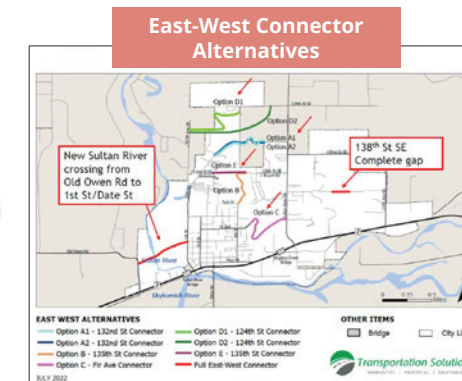 East-West Connector
Alternatives
Option D1
Option D2
Option A1
Option A2
New Sultan River
crossing from
Old Owen Rd to
1st St/Date St
138th St SE
Complete gap
Option E
Option B
Option C
Sultan River
Skykomish River
EAST WEST ALTERNATIVES
Option A1 - 132nd St Connector
Option A2 - 132nd St Connector
Option B - 135th St Connector
Option C - Fir Ave Connector
Option D1 - 124th St Connector
Option D2 - 124th St Connector
Option E - 135th St Connector
Full East-West Connector
OTHER ITEMS
Bridge
City Li
JULY 2022
Transportation Solutio